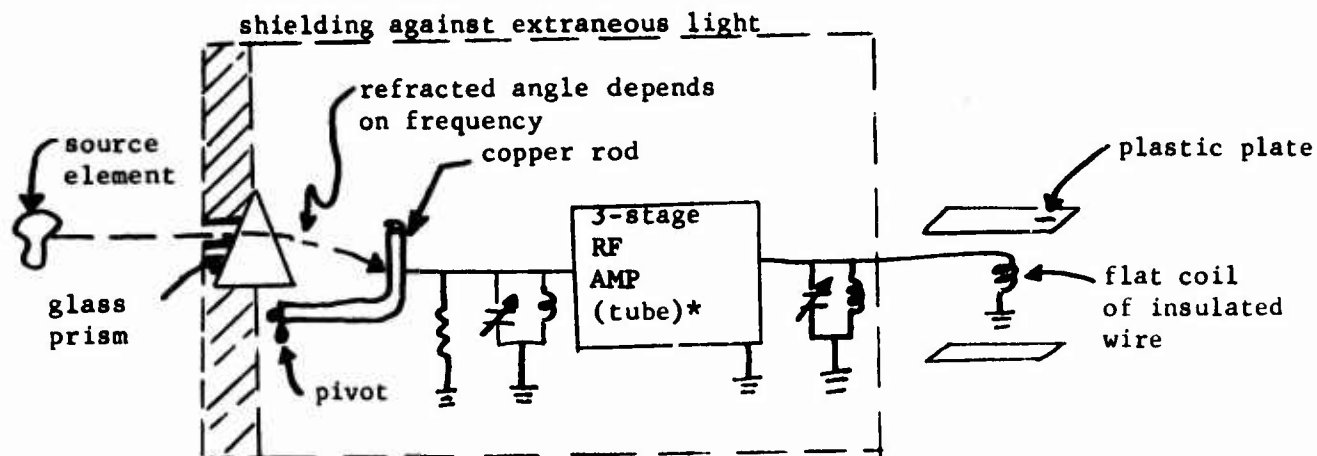 shielding against extraneous light
refracted angle depends
on frequency
source
element
copper rod
plastic plate
3-stage
RF
AMP
(tube)*
glass
prism
flat coil
of insulated
wire
pivot